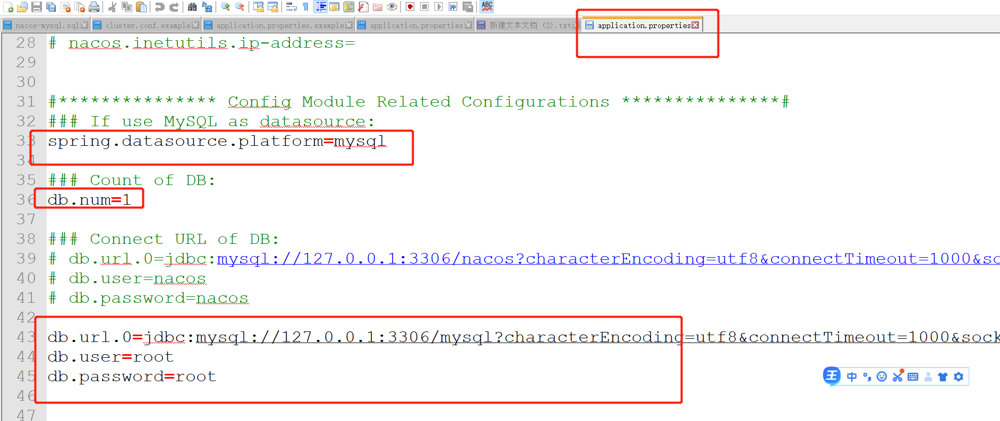 nacos-mysql.sql
cluster.conf.example
application.properties.example
application.properties
新建文本文档 (2).txt
application.properties
28 # nacos.inetutils.ip-address=
29
30
31 #*************** Config Module Related Configurations ***************#
32 ### If use MySQL as datasource:
33 spring.datasource.platform=mysql
34
35 ### Count of DB:
36 db.num=1
37
38 ### Connect URL of DB:
39 # db.url.0=jdbc:mysql://127.0.0.1:3306/nacos?characterEncoding=utf8&connectTimeout=1000&soc
40 # db.user=nacos
41 # db.password=nacos
42
43 db.url.0=jdbc:mysql://127.0.0.1:3306/mysql?characterEncoding=utf8&connectTimeout=1000&sock
44 db.user=root
45 db.password=root
46
47
王 中
ABC